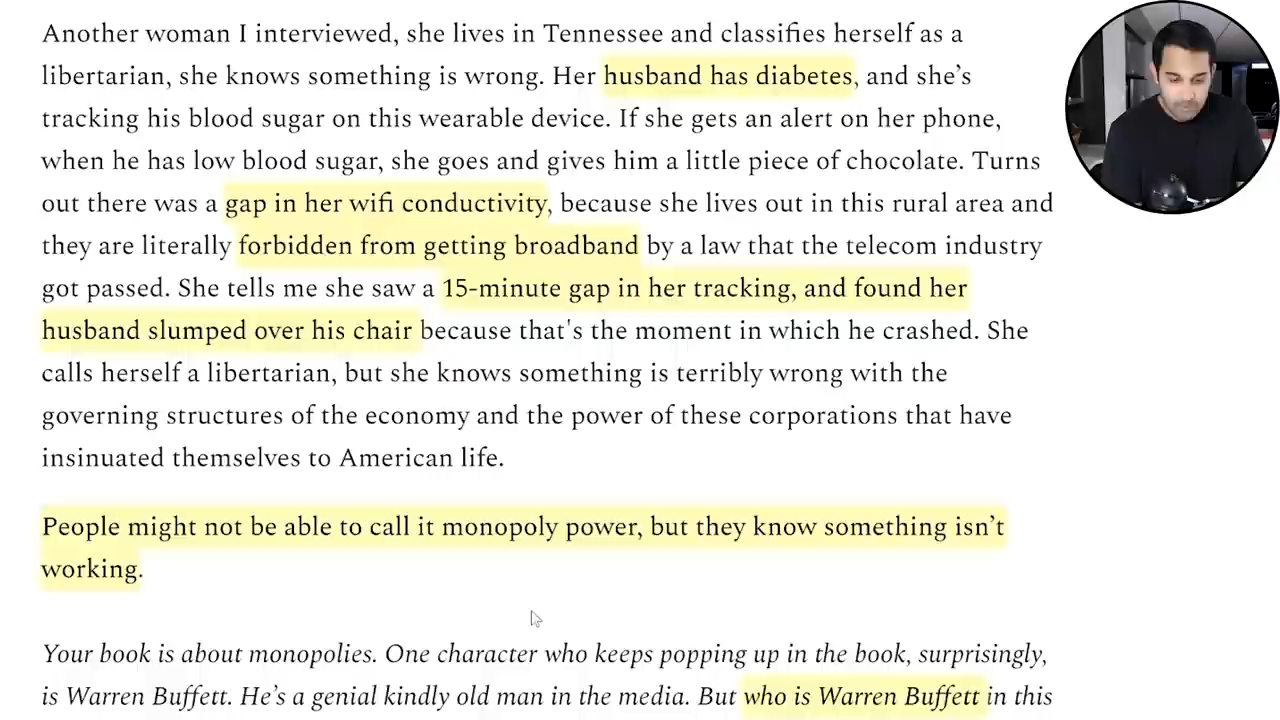 Another woman I interviewed, she lives in Tennessee and classifies herself as a
libertarian, she knows something is wrong. Her husband has diabetes, and she’s
tracking his blood sugar on this wearable device. If she gets an alert on her phone,
when he has low blood sugar, she goes and gives him a little piece of chocolate. Turns
out there was a gap in her wifi conductivity, because she lives out in this rural area and
they are literally forbidden from getting broadband by a law that the telecom industry
got passed. She tells me she saw a 15-minute gap in her tracking, and found her
husband slumped over his chair because that's the moment in which he crashed. She
calls herself a libertarian, but she knows something is terribly wrong with the
governing structures of the economy and the power of these corporations that have
insinuated themselves to American life.
People might not be able to call it monopoly power, but they know something isn’t
working.
Your book is about monopolies. One character who keeps popping up in the book, surprisingly,
is Warren Buffett. He’s a genial kindly old man in the media. But who is Warren Buffett in this